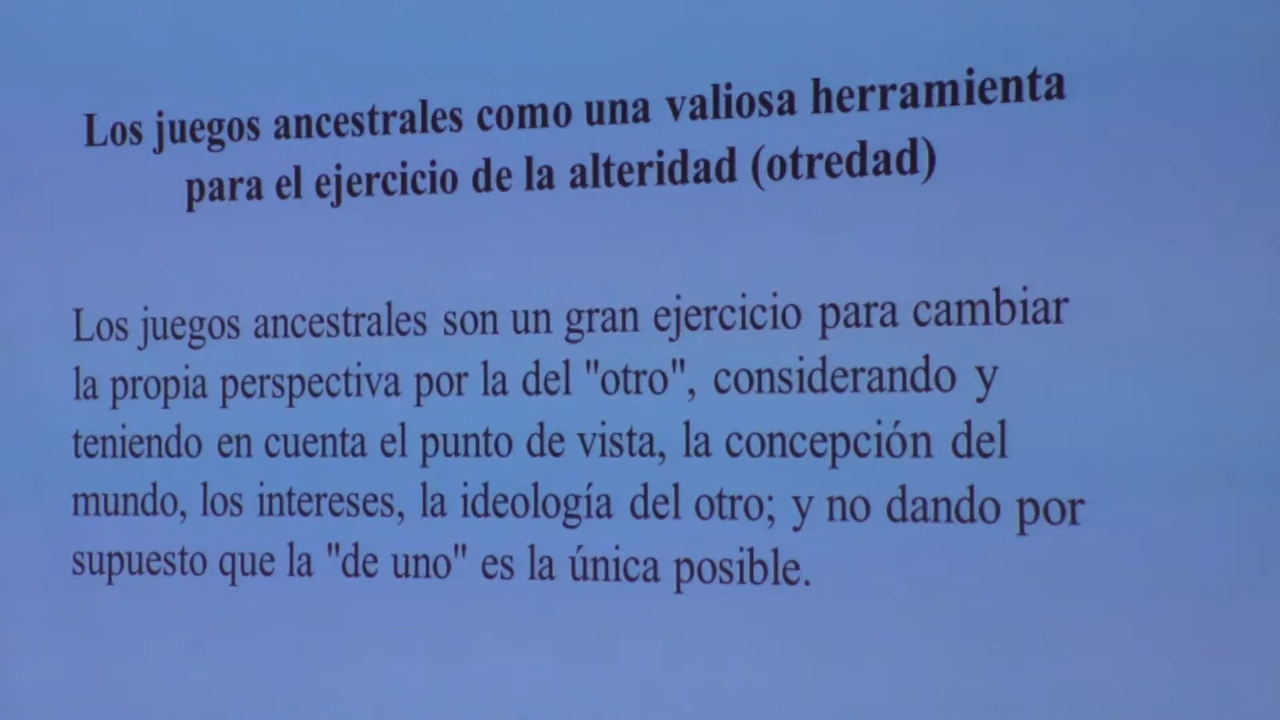 Los juegos ancestrales como una valiosa herramienta
para el ejercicio de la alteridad (otredad)
Los juegos ancestrales son un gran ejercicio para cambiar
la propia perspectiva por la del "otro", considerando y
teniendo en cuenta el punto de vista, la concepción del
mundo, los intereses, la ideología del otro; y no dando por
supuesto que la "de uno" es la única posible.